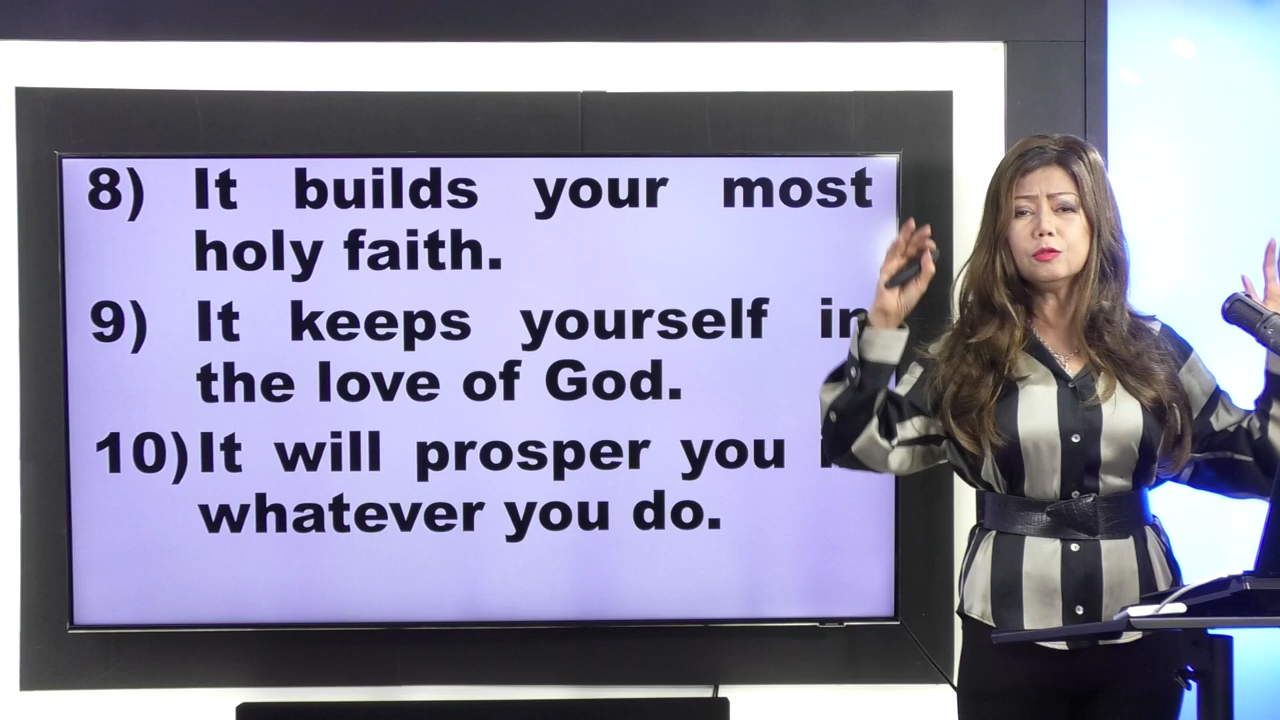 8) It builds your most
holy faith.
9) It keeps yourself in
the love of God.
10) It will prosper you
whatever you do.